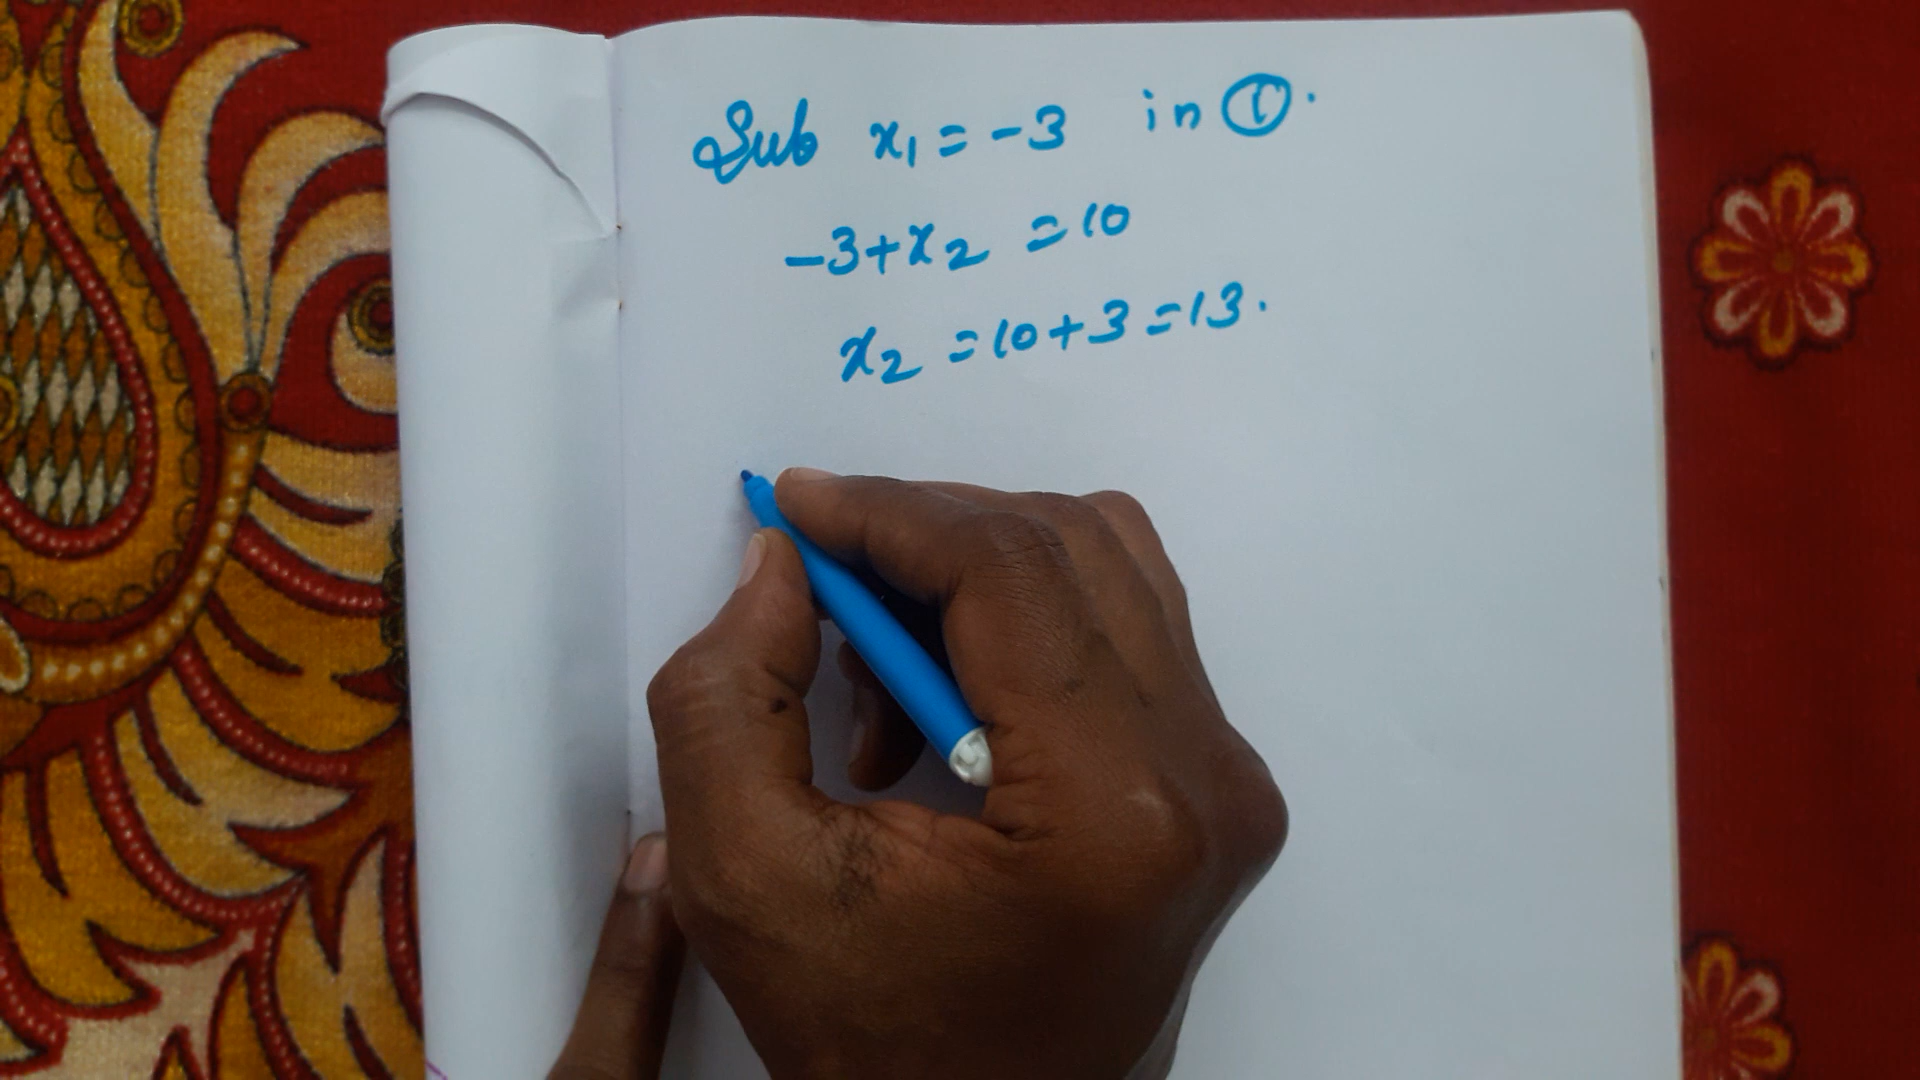 Sub x₁ = -3 in ①.
-3+x₂ = 10
x₂ = 10+3 = 13.